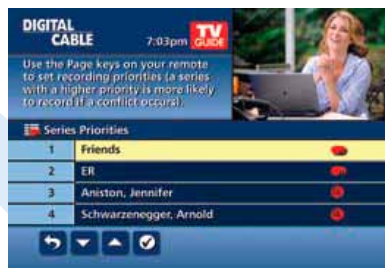 DIGITAL
CABLE
7:03pm
TV
GUIDE
Use the Page keys on your remote
to set recording priorities (a series
with a higher priority is more likely
to record if a conflict occurs).
Series Priorities
1 Friends
2 ER
3 Aniston, Jennifer
4 Schwarzenegger, Arnold